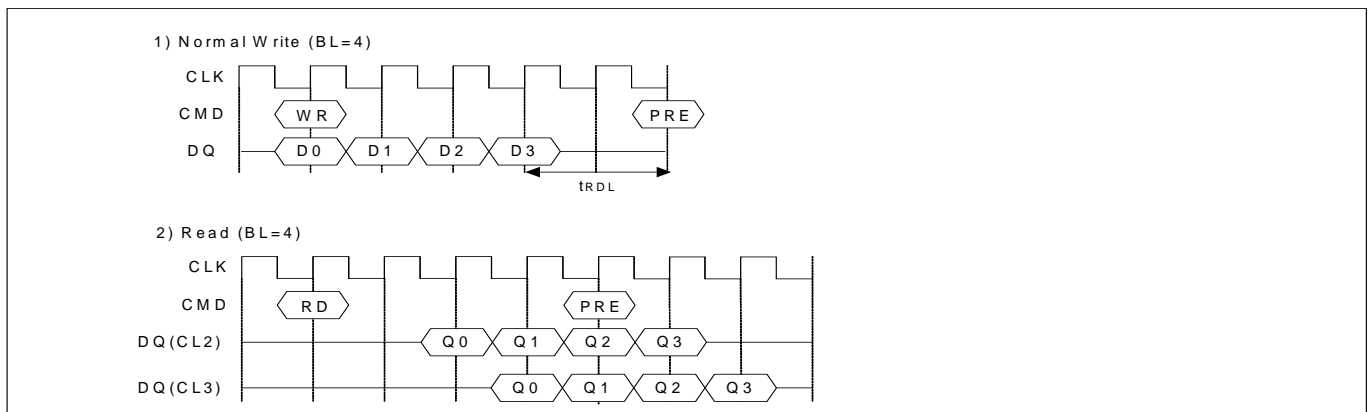 1) Normal Write (BL=4)
CLK
CMD WR PRE
DQ D0 D1 D2 D3
tRDL
2) Read (BL=4)
CLK
CMD RD PRE
DQ(CL2) Q0 Q1 Q2 Q3
DQ(CL3) Q0 Q1 Q2 Q3